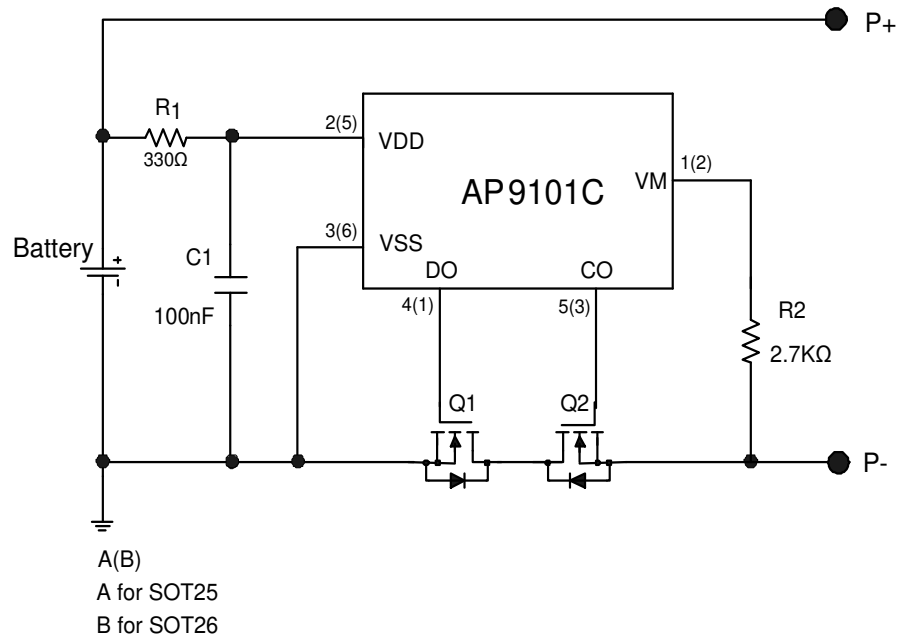 P+
R1
330Ω
2(5)
VDD
1(2)
VM
AP9101C
3(6)
VSS
Battery
+
-
C1
100nF
DO
CO
4(1)
5(3)
R2
2.7KΩ
Q1
Q2
P-
A(B)
A for SOT25
B for SOT26